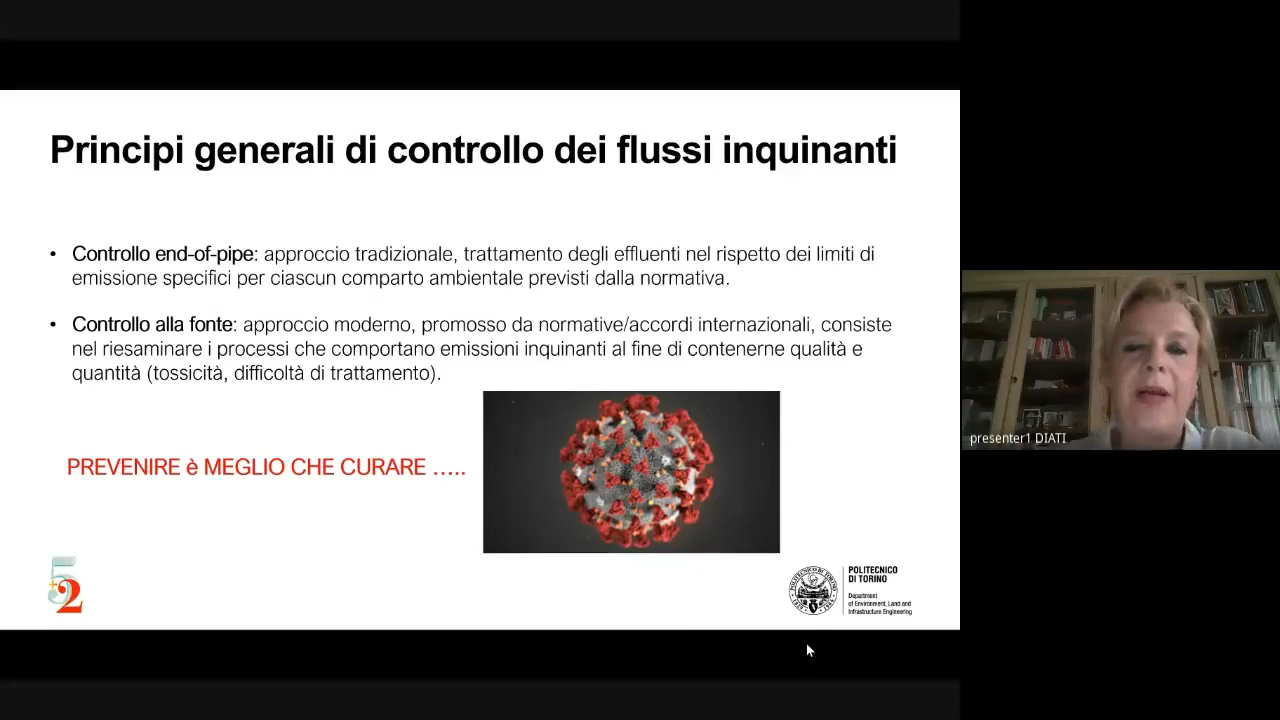 Principi generali di controllo dei flussi inquinanti
• Controllo end-of-pipe: approccio tradizionale, trattamento degli effluenti nel rispetto dei limiti di
emissione specifici per ciascun comparto ambientale previsti dalla normativa.
• Controllo alla fonte: approccio moderno, promosso da normative/accordi internazionali, consiste
nel riesaminare i processi che comportano emissioni inquinanti al fine di contenerne qualità e
quantità (tossicità, difficoltà di trattamento).
PREVENIRE è MEGLIO CHE CURARE …..
presenter1 DIATI
5
+2
POLITECNICO
DI TORINO
Department
of Environment, Land and
Infrastructure Engineering